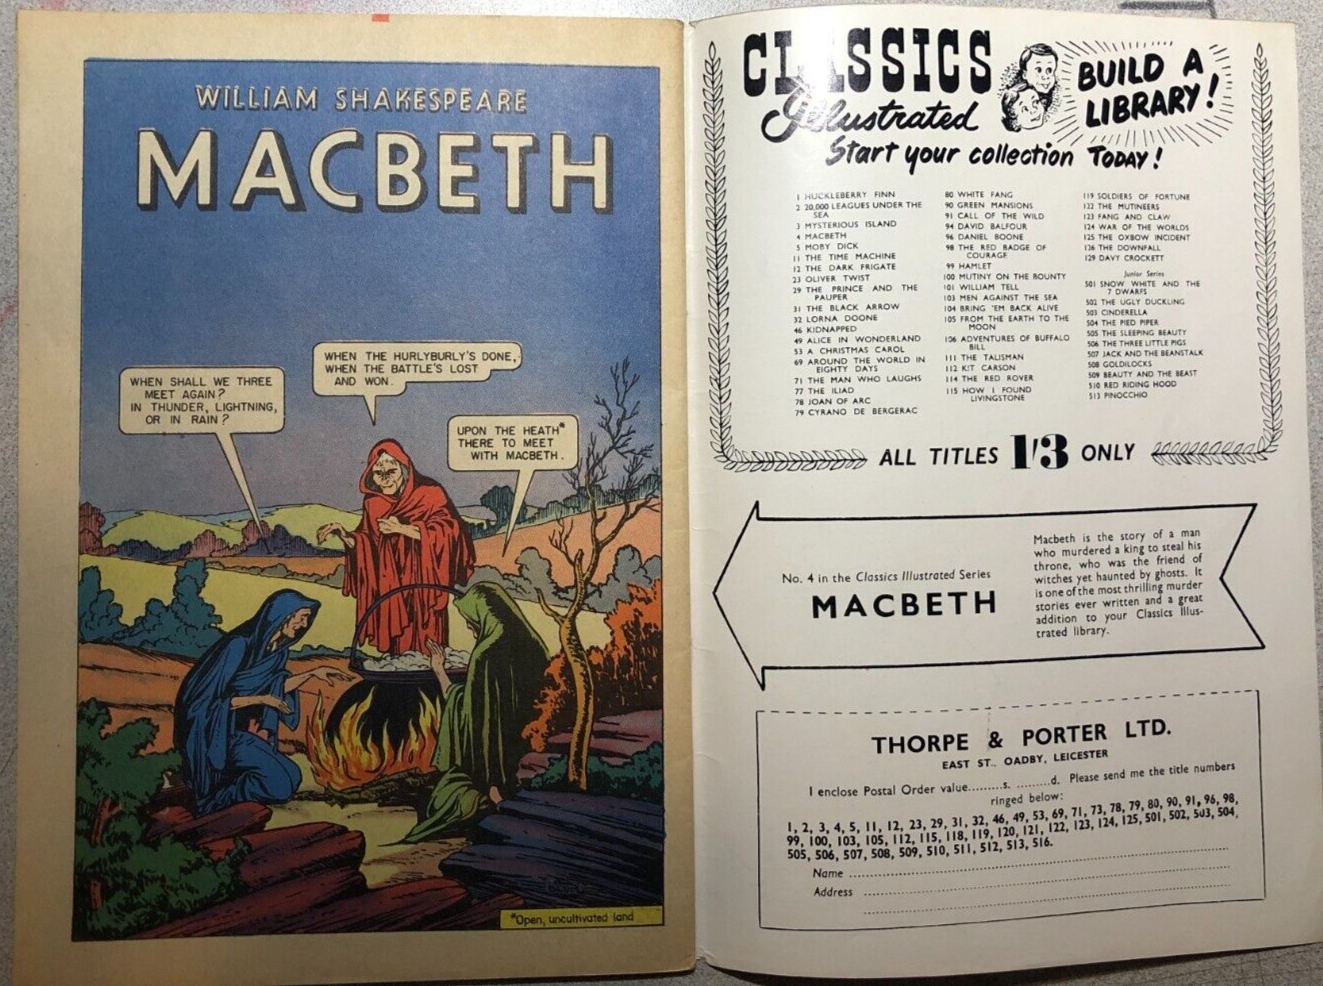 WILLIAM SHAKESPEARE
MACBETH
WHEN SHALL WE THREE
MEET AGAIN?
IN THUNDER, LIGHTNING,
OR IN RAIN?
WHEN THE HURLYBURLY'S DONE,
WHEN THE BATTLE'S LOST
AND WON.
UPON THE HEATH*
THERE TO MEET
WITH MACBETH.
*Open, uncultivated land
CLASSICS
Illustrated
BUILD A
LIBRARY!
Start your collection TODAY!
1 HUCKLEBERRY FINN
2 20,000 LEAGUES UNDER THE
SEA
3 MYSTERIOUS ISLAND
4 MACBETH
5 MOBY DICK
11 THE TIME MACHINE
12 THE DARK FRIGATE
23 OLIVER TWIST
29 THE PRINCE AND THE
PAUPER
31 THE BLACK ARROW
32 LORNA DOONE
46 KIDNAPPED
49 ALICE IN WONDERLAND
53 A CHRISTMAS CAROL
69 AROUND THE WORLD IN
EIGHTY DAYS
71 THE MAN WHO LAUGHS
77 THE ILIAD
78 JOAN OF ARC
79 CYRANO DE BERGERAC
80 WHITE FANG
90 GREEN MANSIONS
91 CALL OF THE WILD
94 DAVID BALFOUR
96 DANIEL BOONE
98 THE RED BADGE OF
COURAGE
99 HAMLET
100 MUTINY ON THE BOUNTY
101 WILLIAM TELL
103 MEN AGAINST THE SEA
104 BRING 'EM BACK ALIVE
105 FROM THE EARTH TO THE
MOON
106 ADVENTURES OF BUFFALO
BILL
111 THE TALISMAN
112 KIT CARSON
114 THE RED ROVER
115 HOW I FOUND
LIVINGSTONE
119 SOLDIERS OF FORTUNE
122 THE MUTINEERS
123 FANG AND CLAW
124 WAR OF THE WORLDS
125 THE OXBOW INCIDENT
126 THE DOWNFALL
129 DAVY CROCKETT
Junior Series
501 SNOW WHITE AND THE
7 DWARFS
502 THE UGLY DUCKLING
503 CINDERELLA
504 THE PIED PIPER
505 THE SLEEPING BEAUTY
506 THE THREE LITTLE PIGS
507 JACK AND THE BEANSTALK
508 GOLDILOCKS
509 BEAUTY AND THE BEAST
510 RED RIDING HOOD
513 PINOCCHIO
ALL TITLES 1/3 ONLY
No. 4 in the Classics Illustrated Series
MACBETH
Macbeth is the story of a man
who murdered a king to steal his
throne, who was the friend of
witches yet haunted by ghosts. It
is one of the most thrilling murder
stories ever written and a great
addition to your Classics Illus-
trated library.
THORPE & PORTER LTD.
EAST ST., OADBY, LEICESTER
I enclose Postal Order value.........s. .........d. Please send me the title numbers
ringed below:
1, 2, 3, 4, 5, 11, 12, 23, 29, 31, 32, 46, 49, 53, 69, 71, 73, 78, 79, 80, 90, 91, 96, 98,
99, 100, 103, 105, 112, 115, 118, 119, 120, 121, 122, 123, 124, 125, 501, 502, 503, 504,
505, 506, 507, 508, 509, 510, 511, 512, 513, 516.
Name
Address